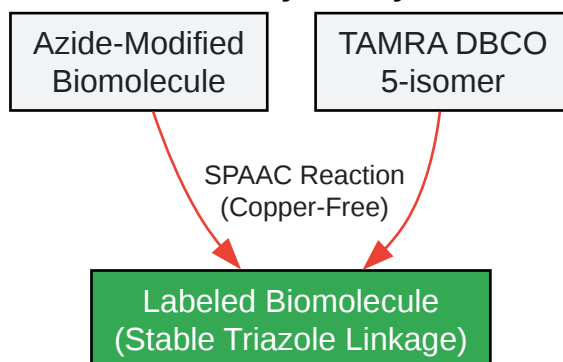 Azide-Modified
Biomolecule
TAMRA DBCO
5-isomer
SPAAC Reaction
(Copper-Free)
Labeled Biomolecule
(Stable Triazole Linkage)